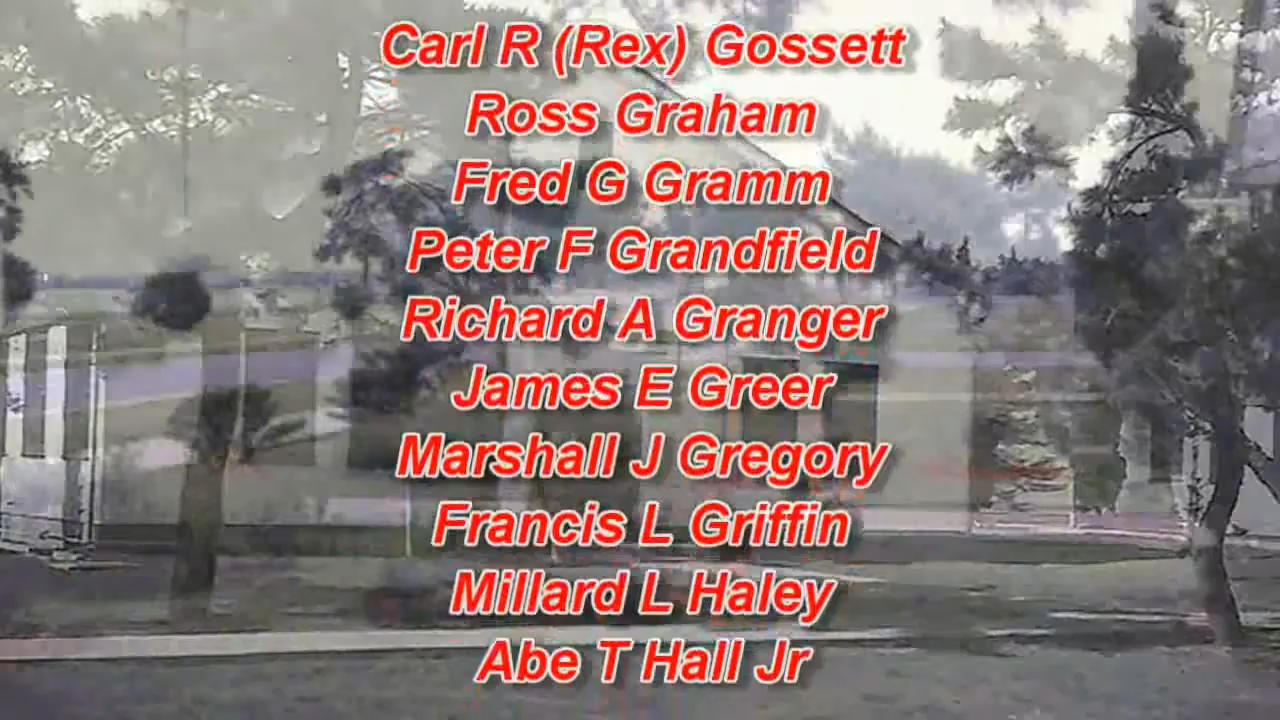 Carl R (Rex) Gossett
Ross Graham
Fred G Gramm
Peter F Grandfield
Richard A Granger
James E Greer
Marshall J Gregory
Francis L Griffin
Millard L Haley
Abe T Hall Jr